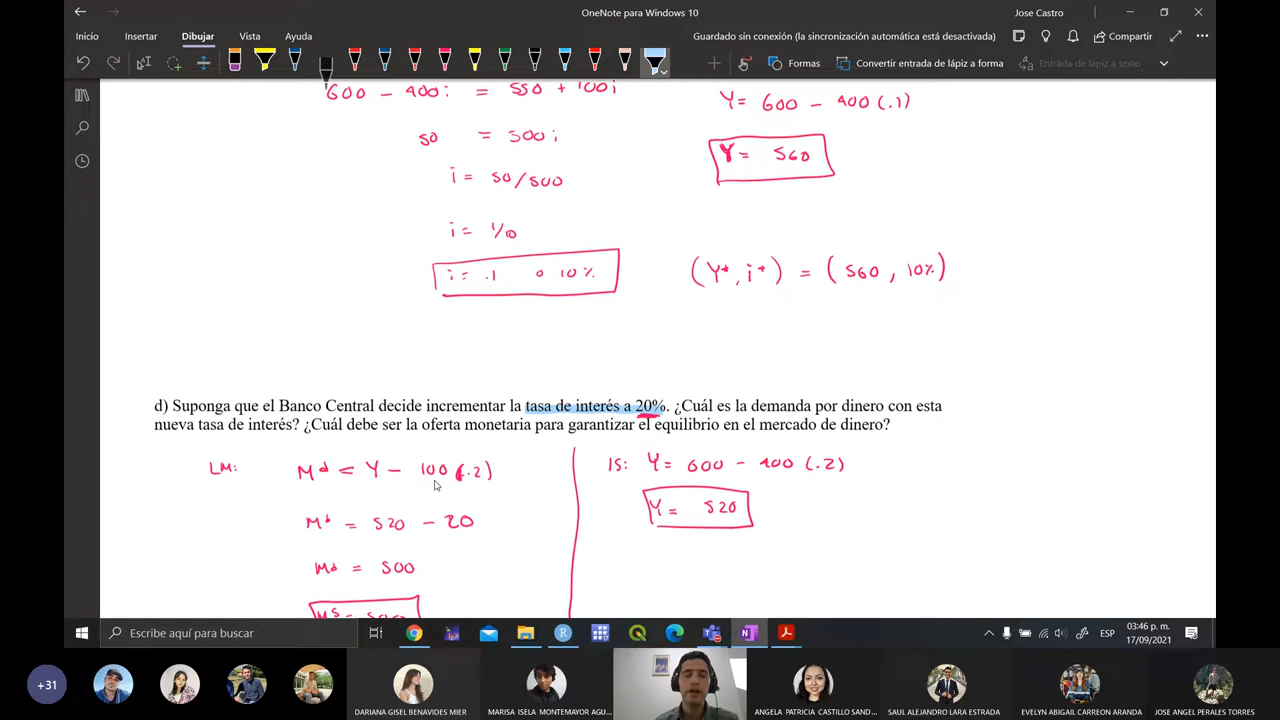 OneNote para Windows 10
Jose Castro
Inicio Insertar Dibujar Vista Ayuda
Guardado sin conexión (la sincronización automática está desactivada)
Compartir
Formas
Convertir entrada de lápiz a forma
Entrada de lápiz a texto
600 - 400i = 550 + 100i
Y= 600 - 400 (.1)
50 = 500i
Y= 560
i= 50/500
i= 1/10
i= .1 o 10%
(Y*, i*) = (560, 10%)
d) Suponga que el Banco Central decide incrementar la tasa de interés a 20%. ¿Cuál es la demanda por dinero con esta
nueva tasa de interés? ¿Cuál debe ser la oferta monetaria para garantizar el equilibrio en el mercado de dinero?
LM: Md = Y - 100 (.2)
IS: Y= 600 - 400 (.2)
Y= 520
Md = 520 - 20
Md = 500
Escribe aquí para buscar
ESP
03:46 p. m.
17/09/2021
+31
DARIANA GISEL BENAVIDES MIER
MARISA ISELA MONTEMAYOR AGU...
ANGELA PATRICIA CASTILLO SAND...
SAUL ALEJANDRO LARA ESTRADA
EVELYN ABIGAIL CARREON ARANDA
JOSE ANGEL PERALES TORRES